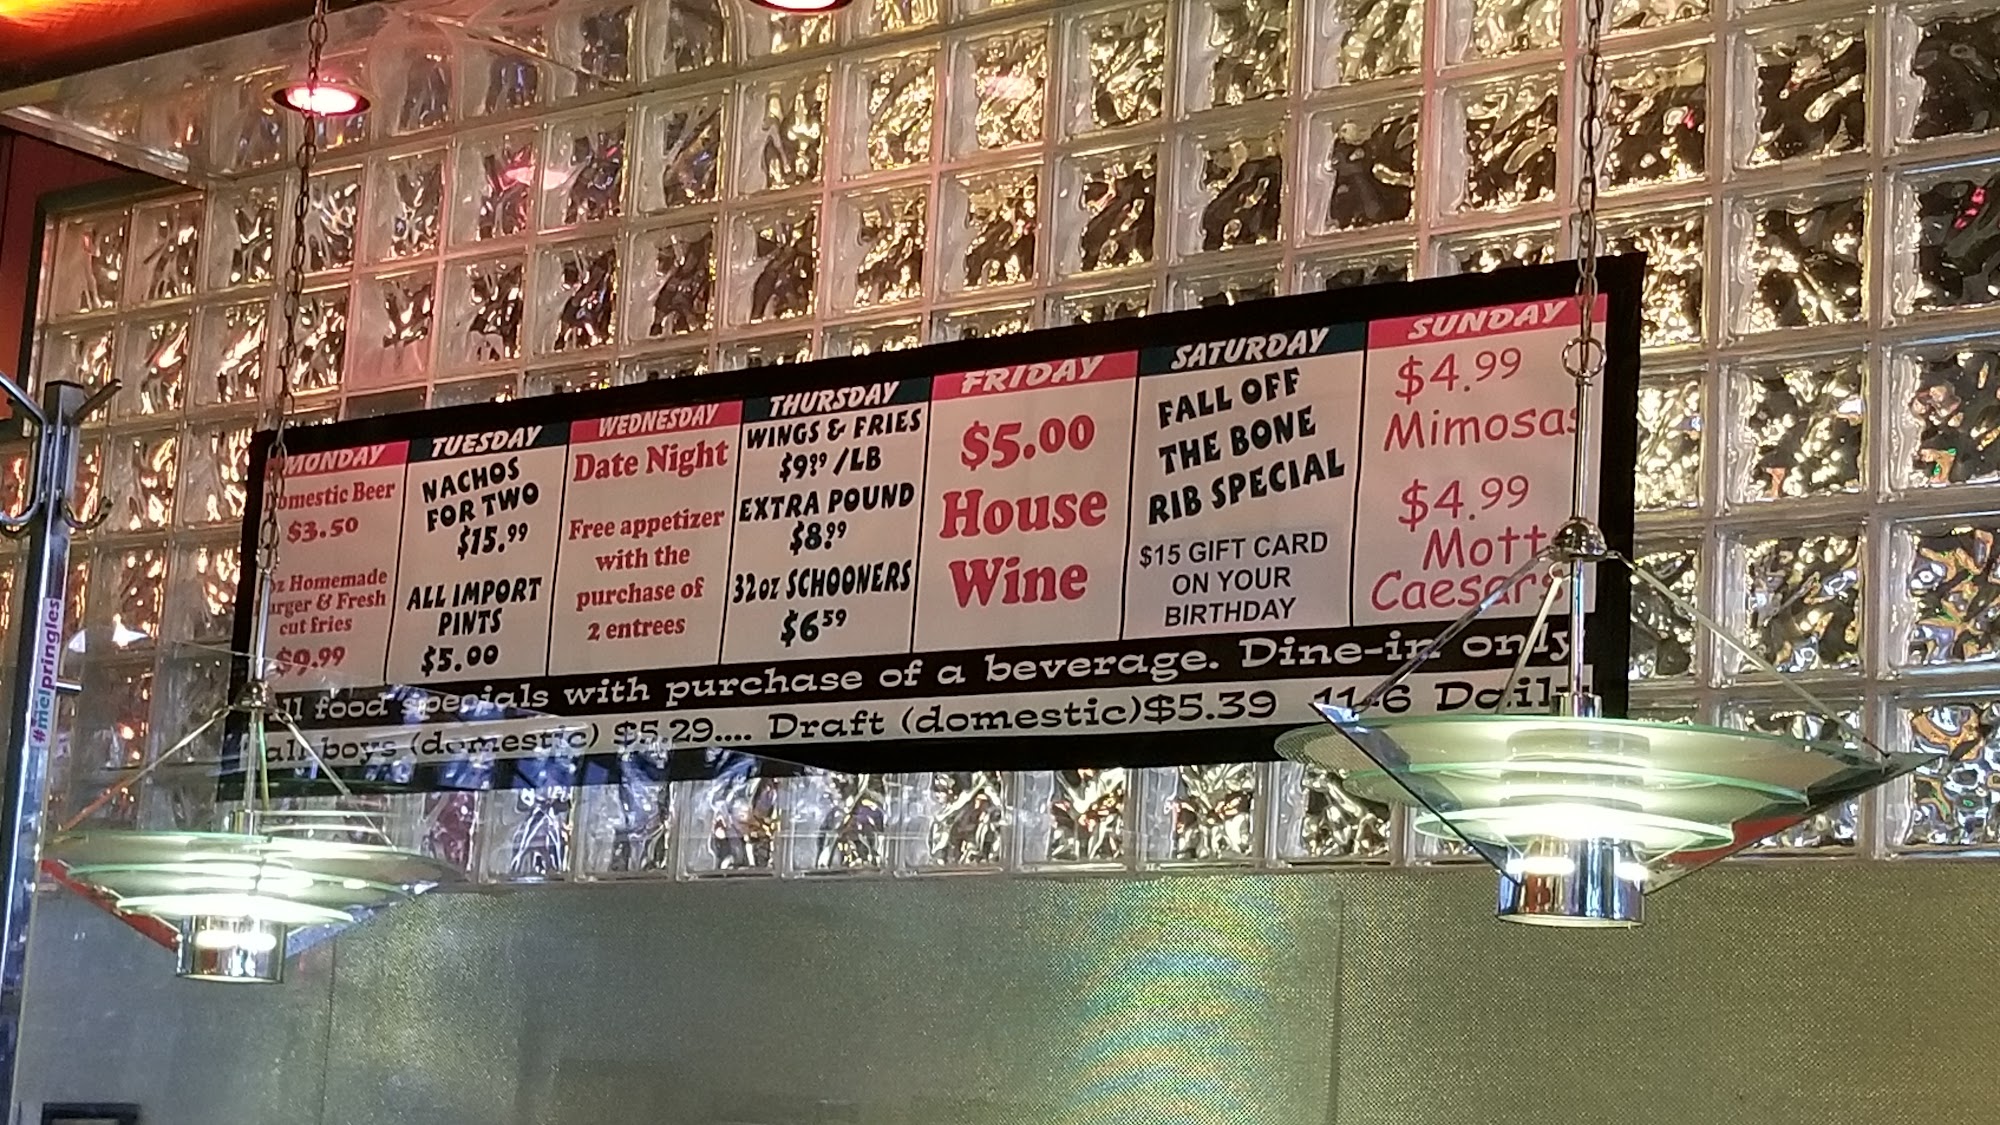 MONDAY
Domestic Beer
$3.50
oz Homemade
urger & Fresh
cut fries
$9.99
TUESDAY
NACHOS
FOR TWO
$15.99
ALL IMPORT
PINTS
$5.00
WEDNESDAY
Date Night
Free appetizer
with the
purchase of
2 entrees
THURSDAY
WINGS & FRIES
$9.99 /LB
EXTRA POUND
$8.99
32oz SCHOONERS
$6.59
FRIDAY
$5.00
House
Wine
SATURDAY
FALL OFF
THE BONE
RIB SPECIAL
$15 GIFT CARD
ON YOUR
BIRTHDAY
SUNDAY
$4.99
Mimosas
$4.99
Motts
Caesars
all food specials with purchase of a beverage. Dine-in only
tall boys (domestic) $5.29.... Draft (domestic)$5.39 11-6 Daily
#melpringles